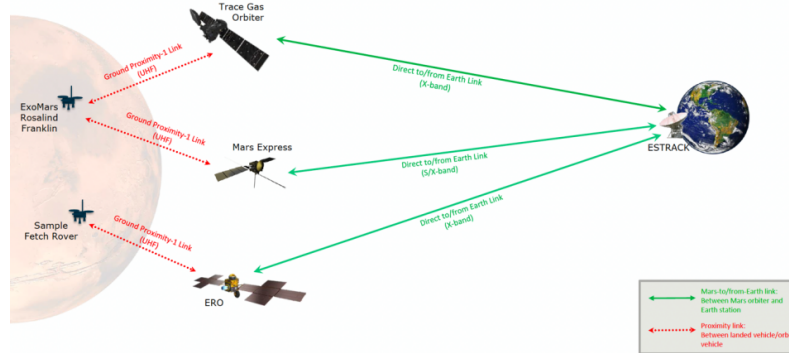 Trace Gas
Orbiter
Ground Proximity-1 Link
(UHF)
Direct to/from Earth Link
(X-band)
ExoMars
Rosalind
Franklin
Ground Proximity-1 Link
(UHF)
Mars Express
Direct to/from Earth Link
(S/X-band)
ESTRACK
Sample
Fetch Rover
Ground Proximity-1 Link
(UHF)
Direct to/from Earth Link
(X-band)
ERO
Mars-to/from-Earth link:
Between Mars orbiter and
Earth station
Proximity link:
Between landed vehicle/orb
vehicle